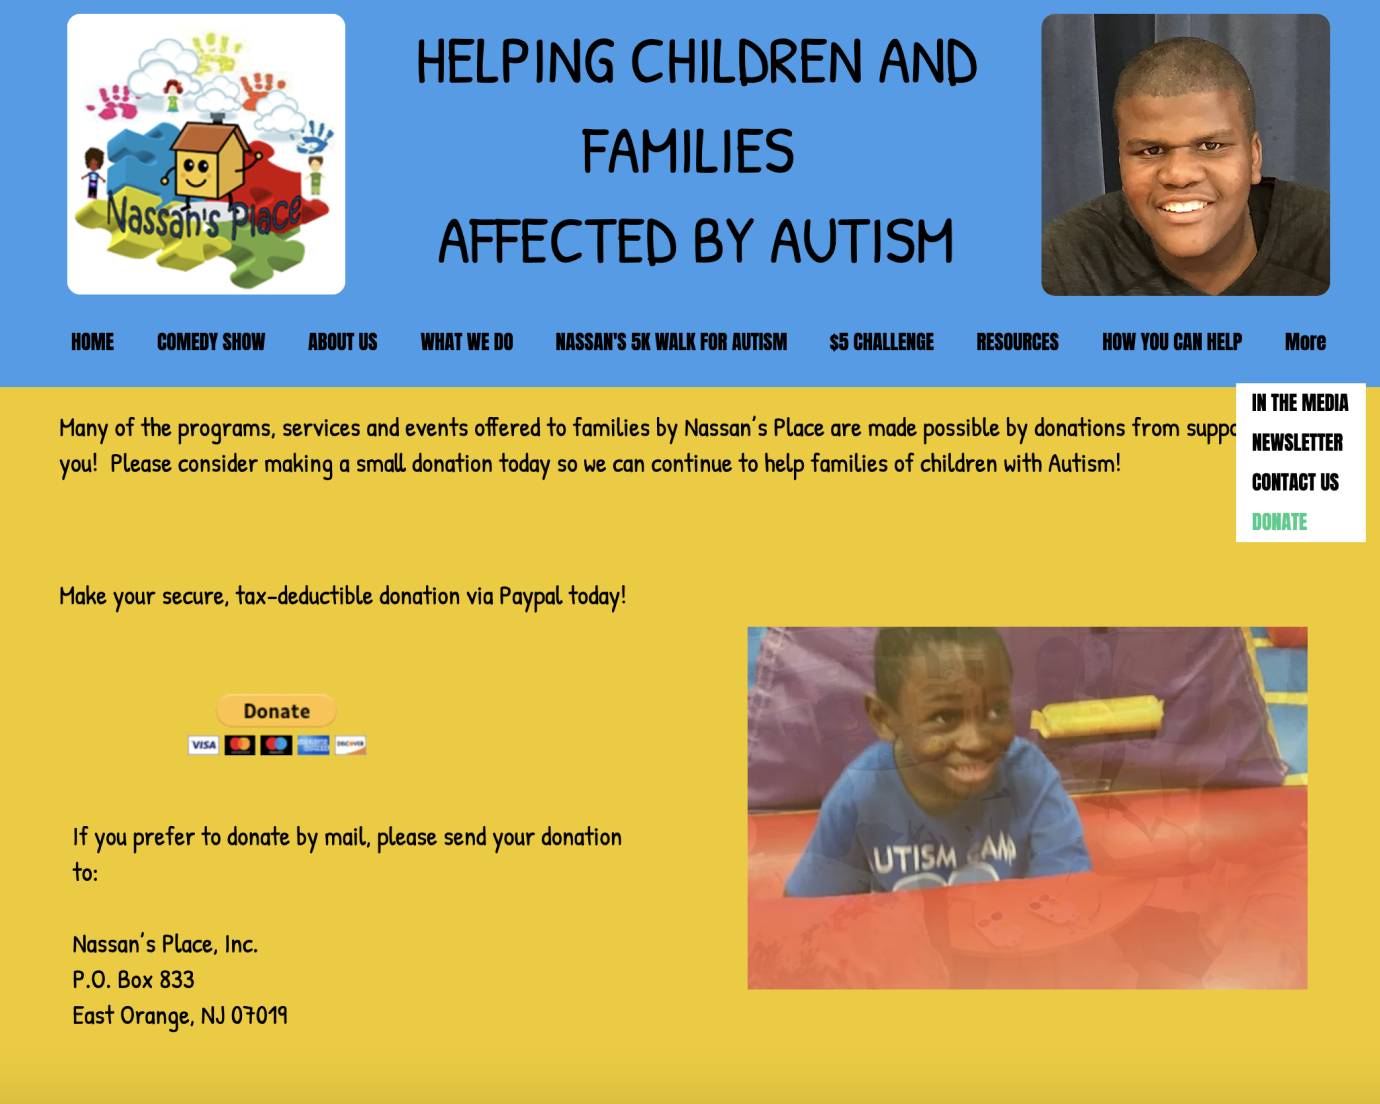 Nassan's Place
HELPING CHILDREN AND
FAMILIES
AFFECTED BY AUTISM
HOME
COMEDY SHOW
ABOUT US
WHAT WE DO
NASSAN'S 5K WALK FOR AUTISM
$5 CHALLENGE
RESOURCES
HOW YOU CAN HELP
More
IN THE MEDIA
NEWSLETTER
CONTACT US
DONATE
Many of the programs, services and events offered to families by Nassan's Place are made possible by donations from
you! Please consider making a small donation today so we can continue to help families of children with Autism!
Make your secure, tax-deductible donation via Paypal today!
Donate
VISA
DISCOVER
UTISM CAMP
If you prefer to donate by mail, please send your donation
to:
Nassan's Place, Inc.
P.O. Box 833
East Orange, NJ 07019